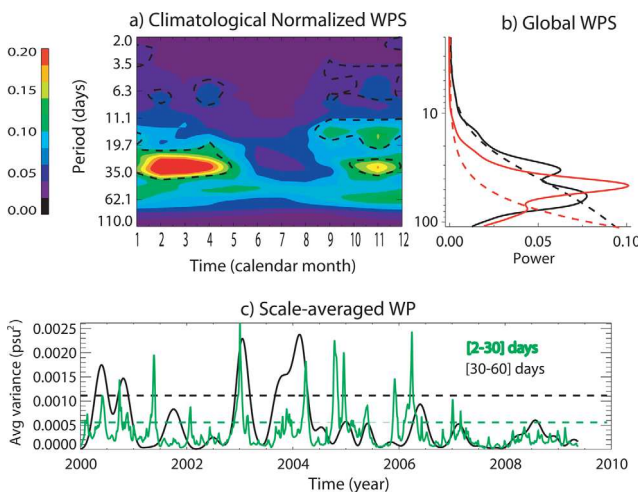 a) Climatological Normalized WPS
b) Global WPS
0.20
0.15
0.10
0.05
0.00
Period (days)
2.0
3.5
6.3
11.1
19.7
35.0
62.1
110.0
1 2 3 4 5 6 7 8 9 10 11 12
Time (calendar month)
10
100
0.00 0.05 0.10
Power
c) Scale-averaged WP
Avg variance (psu²)
0.0025
0.0020
0.0015
0.0010
0.0005
0.0000
[2-30] days
[30-60] days
2000 2002 2004 2006 2008 2010
Time (year)